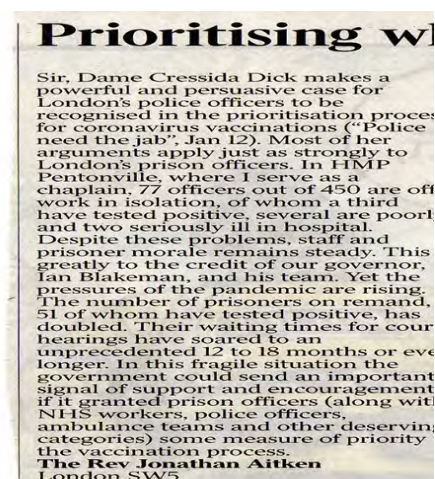 Prioritising wh
Sir, Dame Cressida Dick makes a
powerful and persuasive case for
London's police officers to be
recognised in the prioritisation proces
for coronavirus vaccinations ("Police
need the jab", Jan 12). Most of her
arguments apply just as strongly to
London's prison officers. In HMP
Pentonville, where I serve as a
chaplain, 77 officers out of 450 are off
work in isolation, of whom a third
have tested positive, several are poorl
and two seriously ill in hospital.
Despite these problems, staff and
prisoner morale remains steady. This
greatly to the credit of our governor,
Ian Blakeman, and his team. Yet the
pressures of the pandemic are rising.
The number of prisoners on remand,
51 of whom have tested positive, has
doubled. Their waiting times for cour
hearings have soared to an
unprecedented 12 to 18 months or eve
longer. In this fragile situation the
government could send an important
signal of support and encouragement
if it granted prison officers (along wit
NHS workers, police officers,
ambulance teams and other deserving
categories) some measure of priority
the vaccination process.
The Rev Jonathan Aitken
London SW5